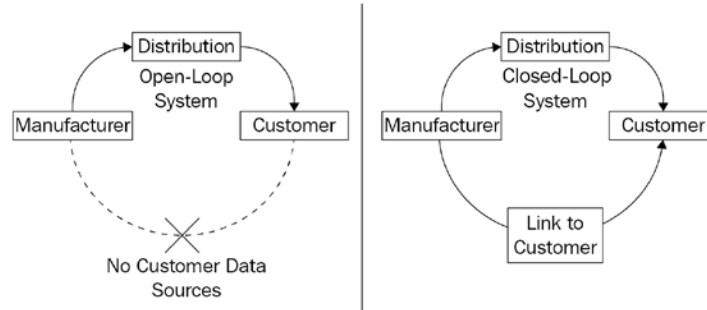 Distribution
Open-Loop
System
Manufacturer
Customer
No Customer Data
Sources
Distribution
Closed-Loop
System
Manufacturer
Customer
Link to
Customer